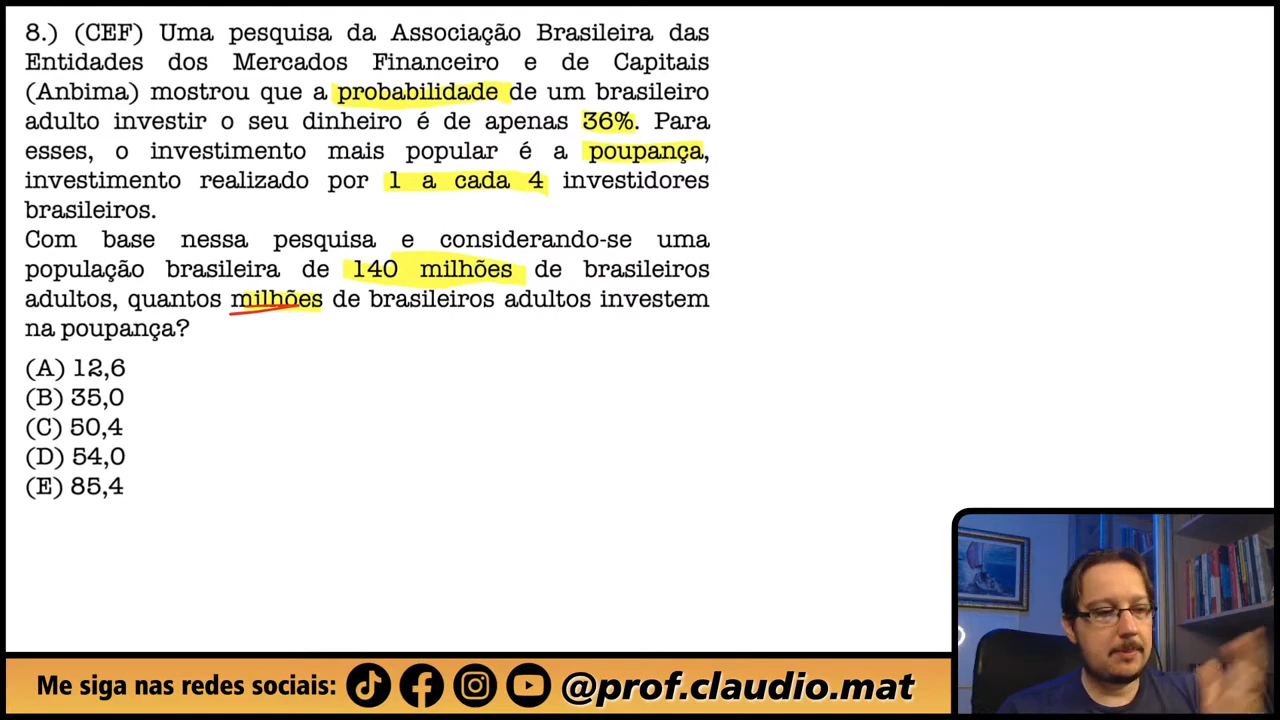 8.) (CEF) Uma pesquisa da Associação Brasileira das
Entidades dos Mercados Financeiro e de Capitais
(Anbima) mostrou que a probabilidade de um brasileiro
adulto investir o seu dinheiro é de apenas 36%. Para
esses, o investimento mais popular é a poupança,
investimento realizado por 1 a cada 4 investidores
brasileiros.
Com base nessa pesquisa e considerando-se uma
população brasileira de 140 milhões de brasileiros
adultos, quantos milhões de brasileiros adultos investem
na poupança?
(A) 12,6
(B) 35,0
(C) 50,4
(D) 54,0
(E) 85,4
Me siga nas redes sociais: @prof.claudio.mat